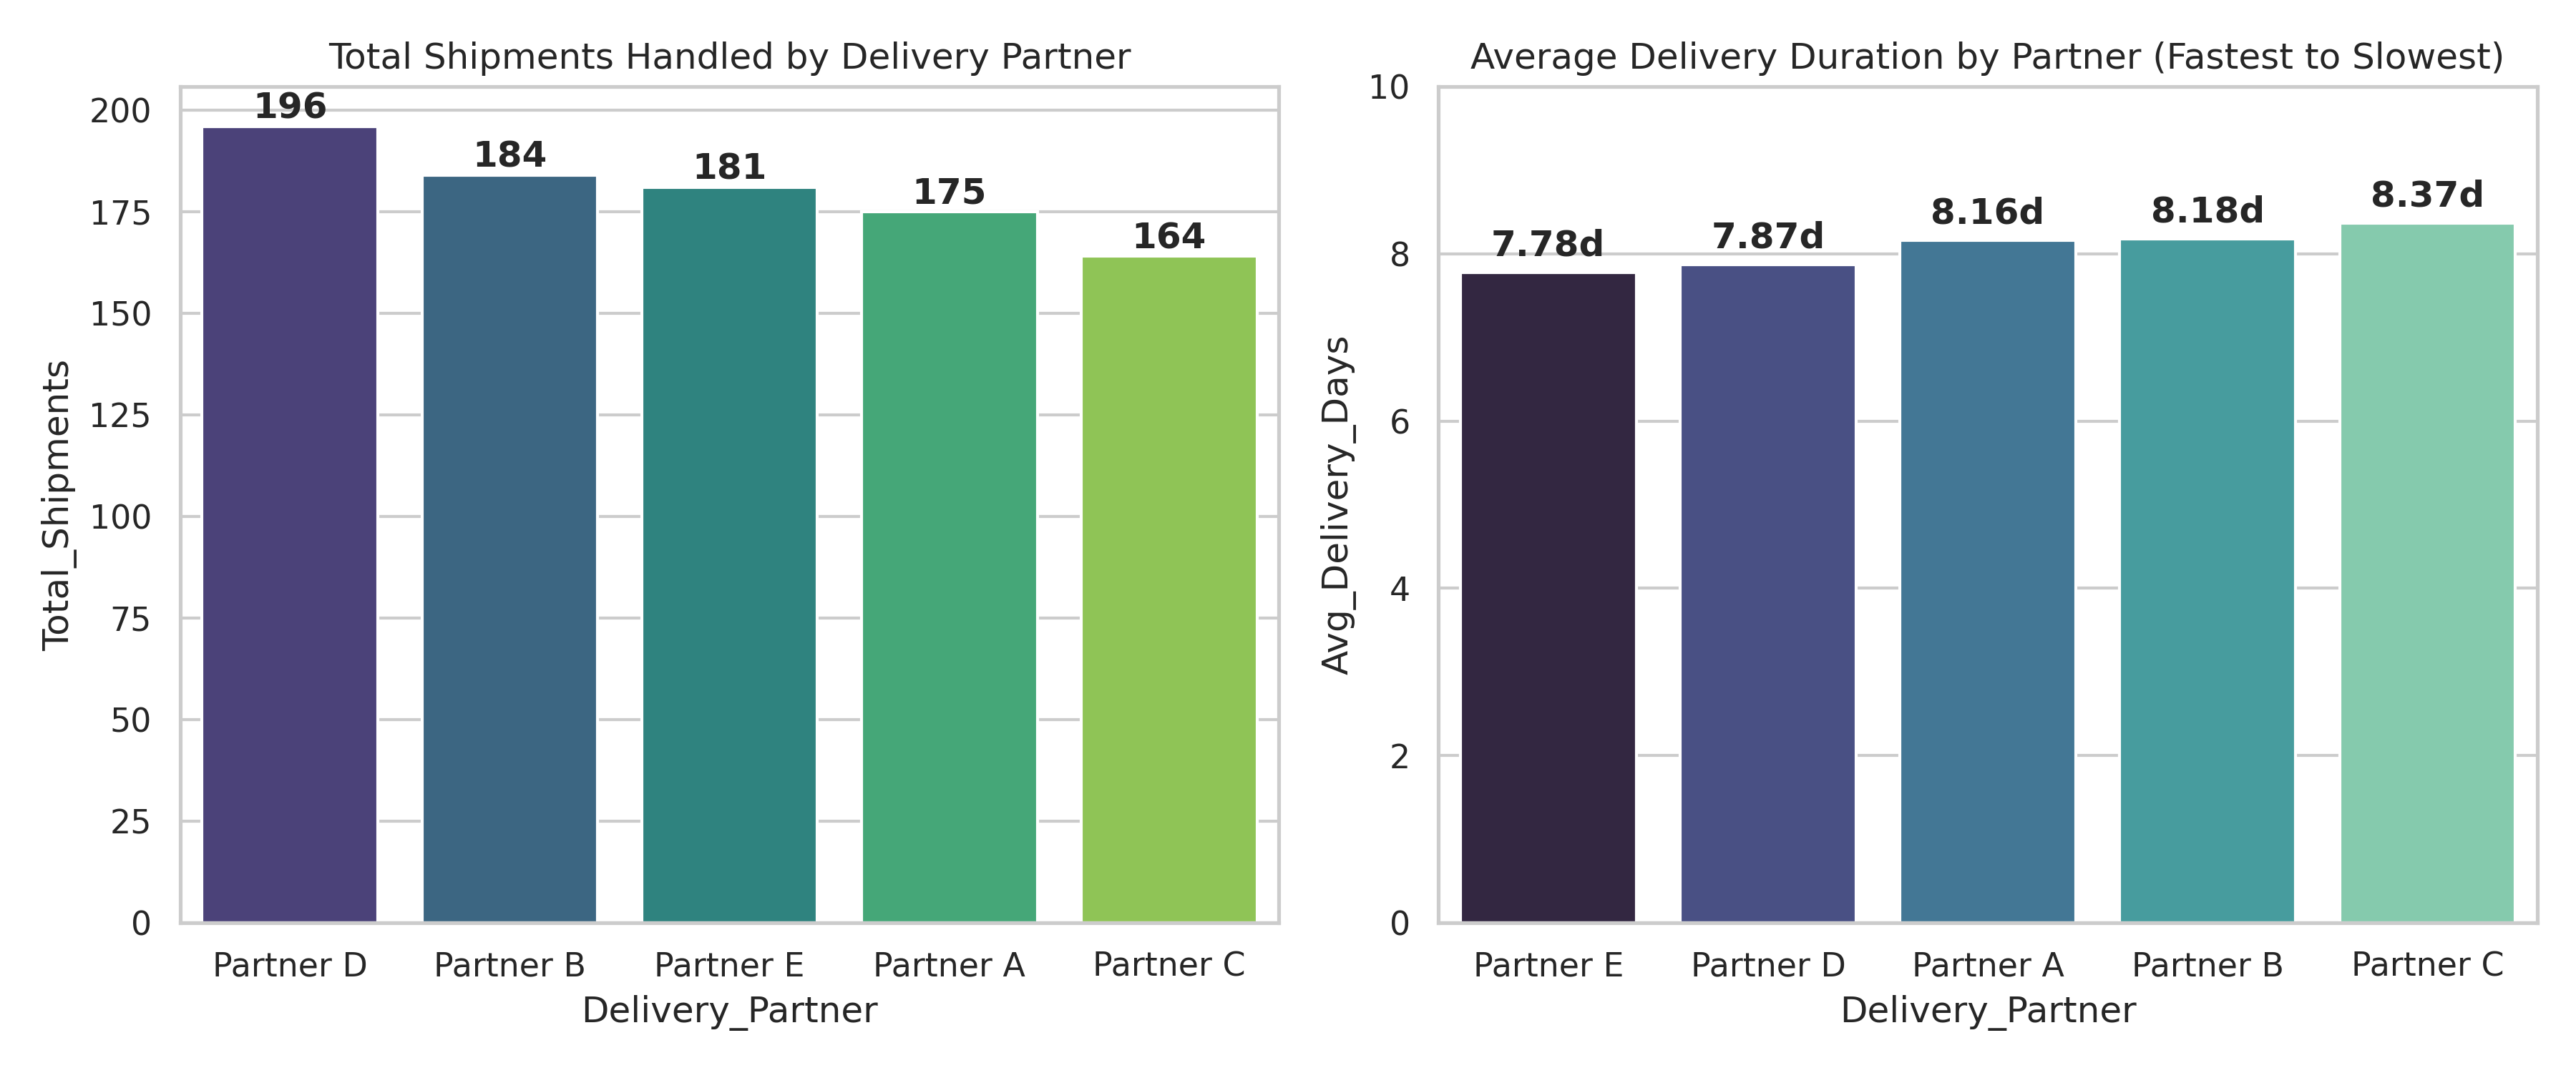 Total Shipments Handled by Delivery Partner
Total_Shipments
200
175
150
125
100
75
50
25
0
196
184
181
175
164
Partner D
Partner B
Partner E
Partner A
Partner C
Delivery_Partner
Average Delivery Duration by Partner (Fastest to Slowest)
Avg_Delivery_Days
10
8
6
4
2
0
7.78d
7.87d
8.16d
8.18d
8.37d
Partner E
Partner D
Partner A
Partner B
Partner C
Delivery_Partner